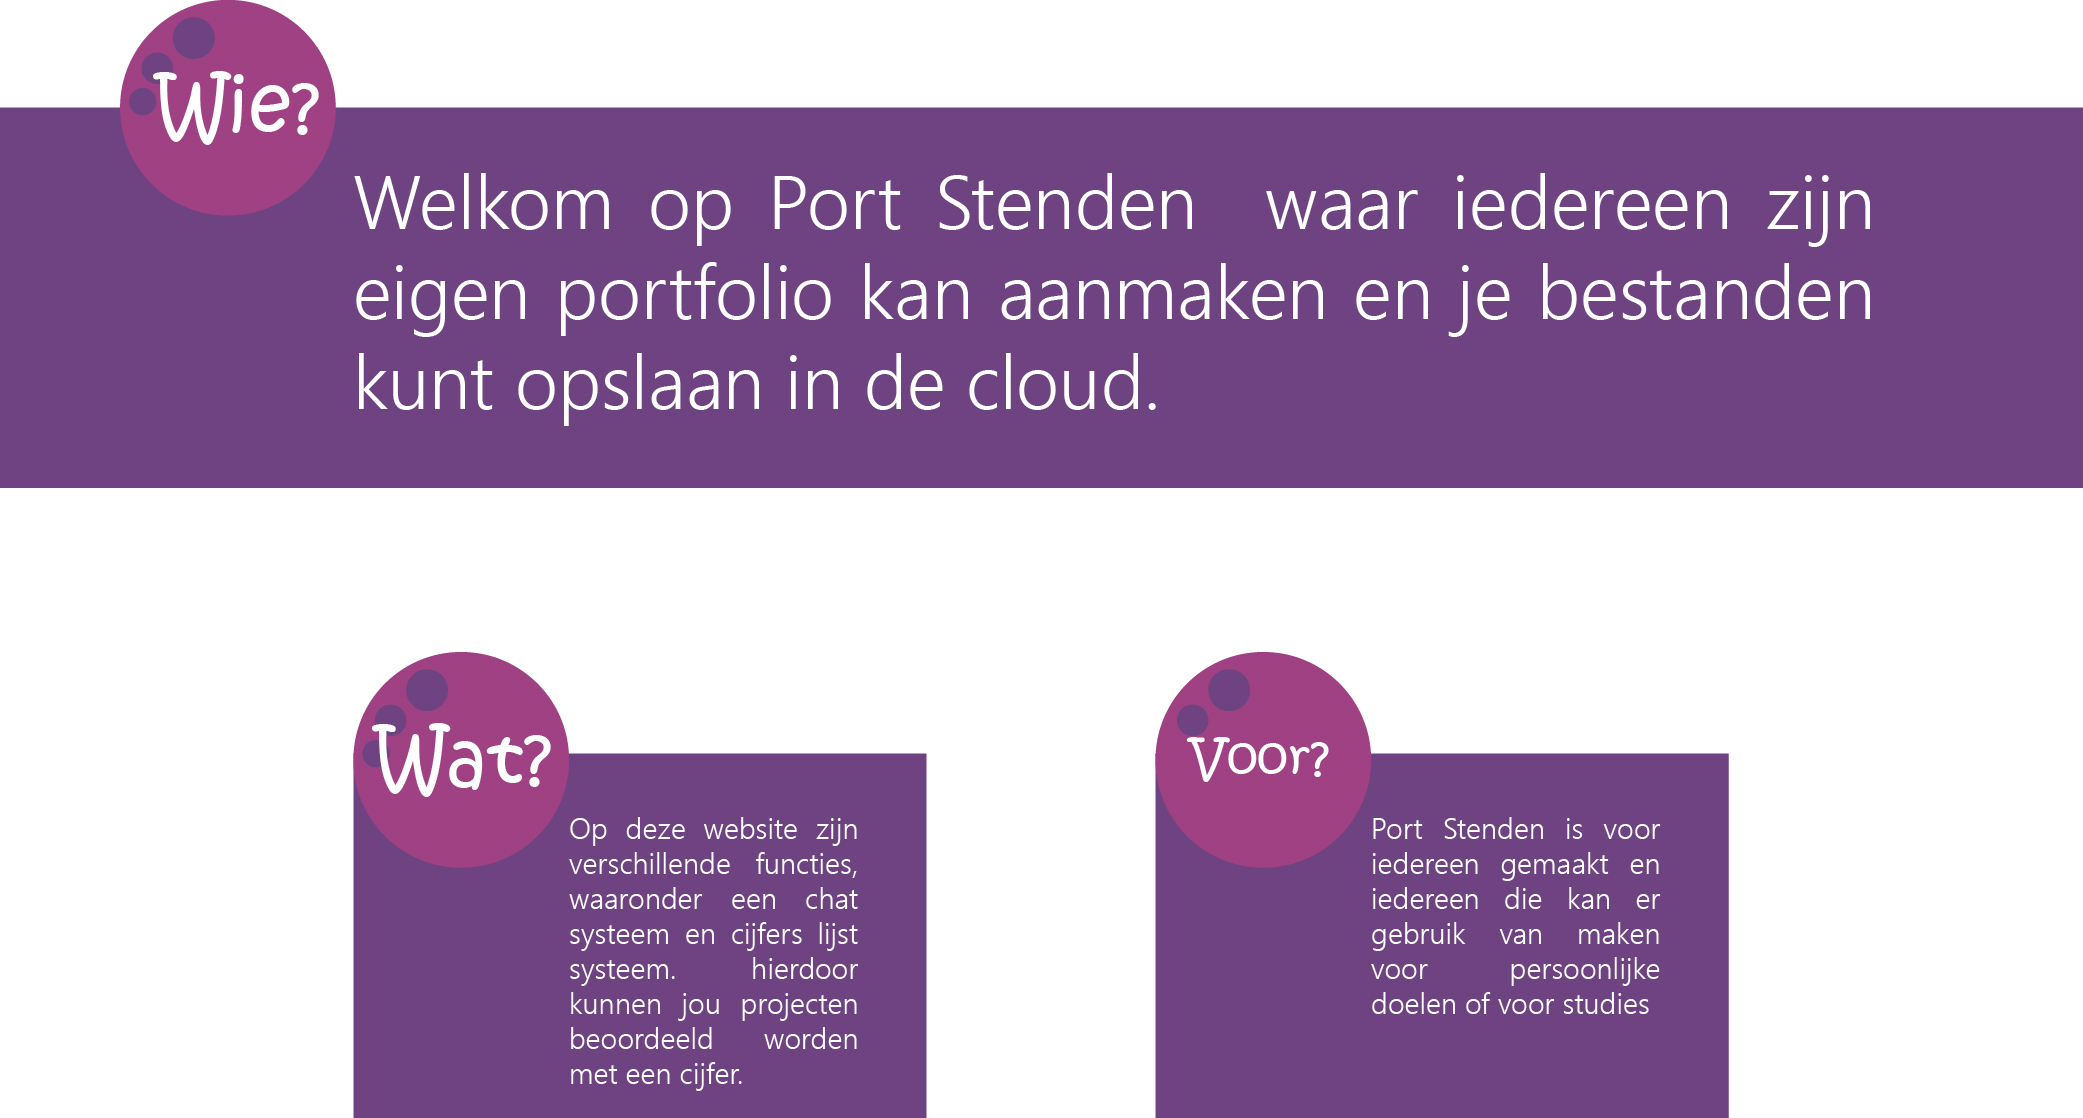 Wie?
Welkom op Port Stenden waar iedereen zijn
eigen portfolio kan aanmaken en je bestanden
kunt opslaan in de cloud.
Wat?
Op deze website zijn
verschillende functies,
waaronder een chat
systeem en cijfers lijst
systeem. hierdoor
kunnen jou projecten
beoordeeld worden
met een cijfer.
Voor?
Port Stenden is voor
iedereen gemaakt en
iedereen die kan er
gebruik van maken
voor persoonlijke
doelen of voor studies